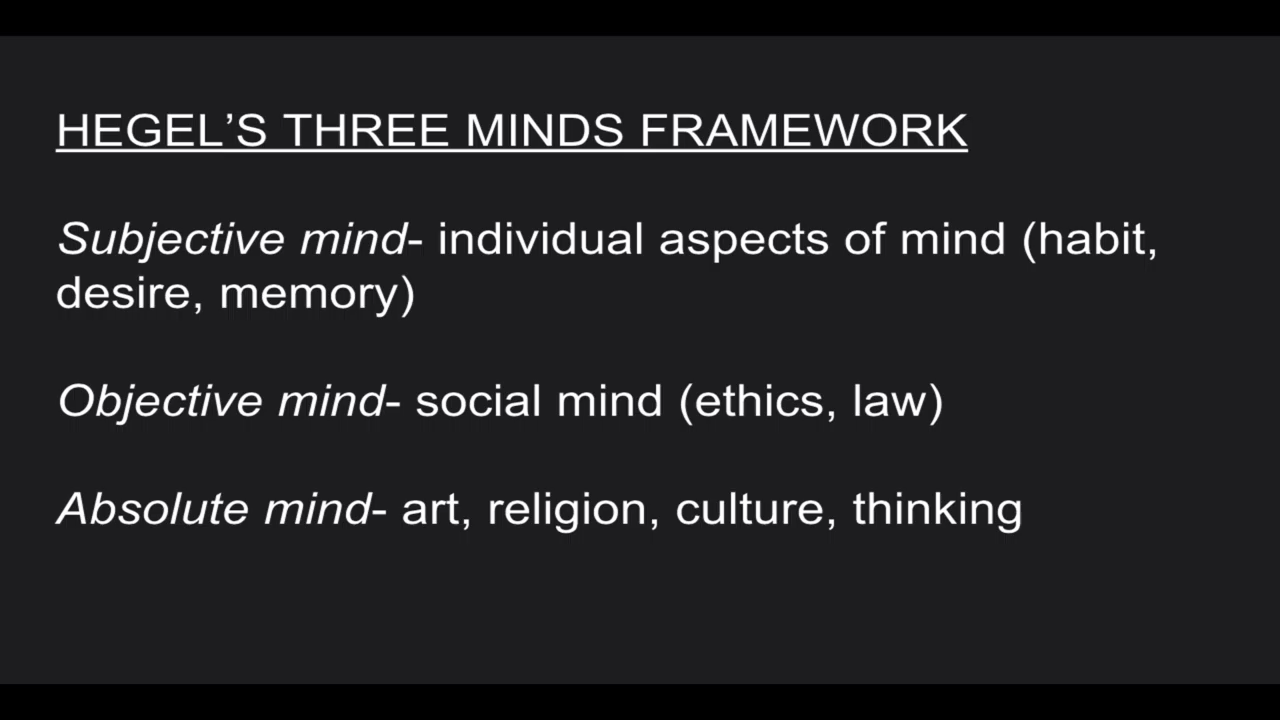 HEGEL’S THREE MINDS FRAMEWORK
Subjective mind- individual aspects of mind (habit,
desire, memory)
Objective mind- social mind (ethics, law)
Absolute mind- art, religion, culture, thinking